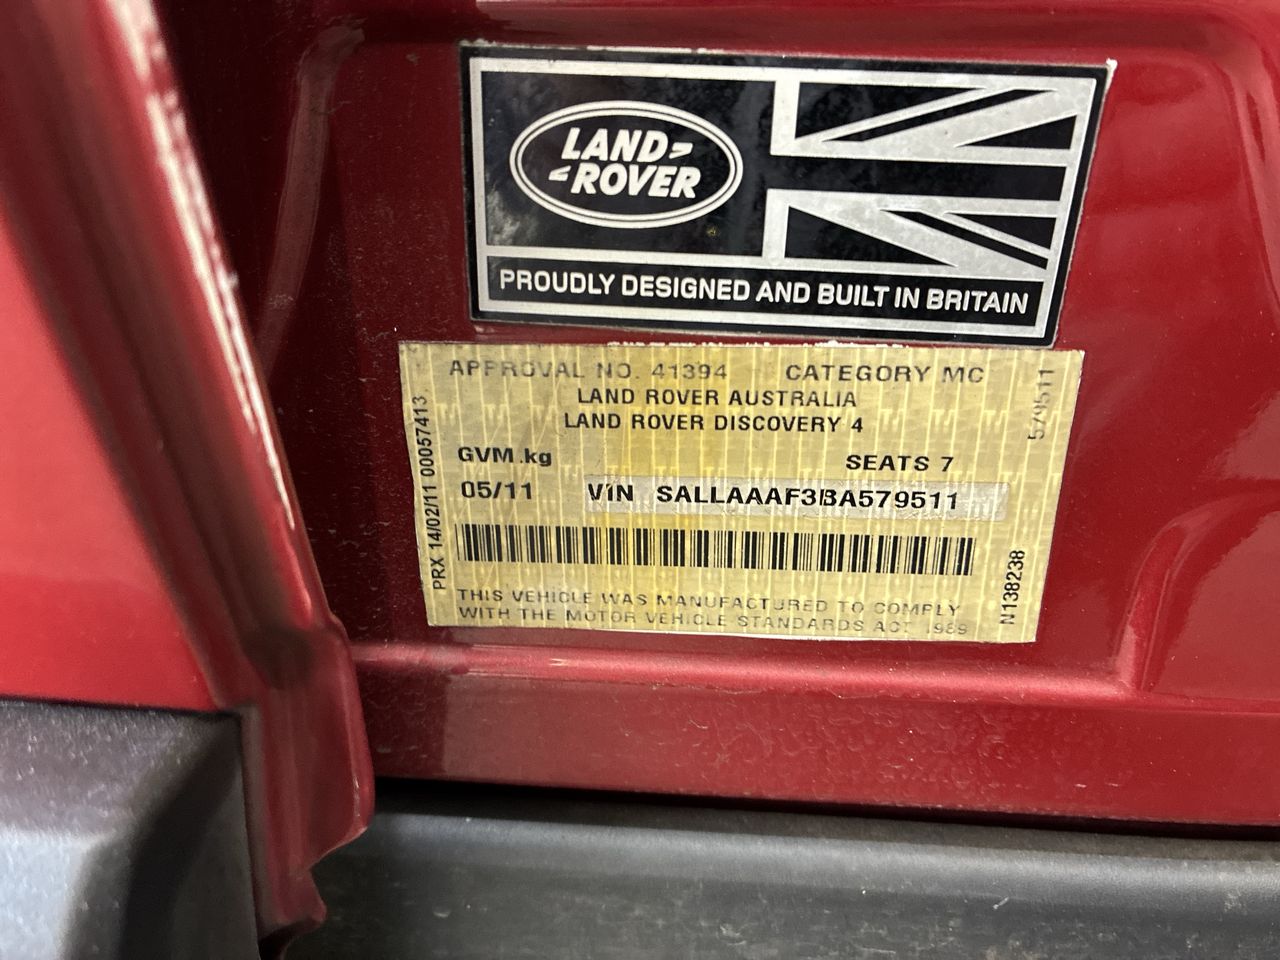 LAND
ROVER
PROUDLY DESIGNED AND BUILT IN BRITAIN
APPROVAL NO. 41394 CATEGORY MC
LAND ROVER AUSTRALIA
LAND ROVER DISCOVERY 4
GVM.kg SEATS 7
05/11 VIN SALLAAAF3BA579511
THIS VEHICLE WAS MANUFACTURED TO COMPLY
WITH THE MOTOR VEHICLE STANDARDS ACT 1989
PRX 14/02/11 00057413
579511
N138238